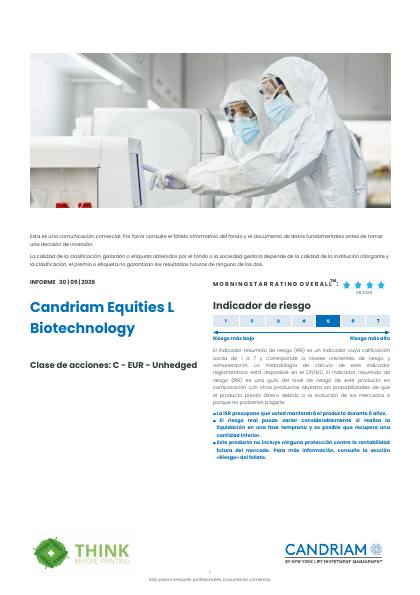 Esta es una comunicación comercial. Por favor consulte el folleto informativo del fondo y el documento de datos fundamentales antes de tomar
una decisión de inversión.
La calidad de la clasificación, galardón o etiqueta obtenidos por el fondo o la sociedad gestora depende de la calidad de la institución otorgante y
la clasificación, el premio o etiqueta no garantizan los resultados futuros de ninguno de los dos.
INFORME 30 | 09 | 2026
MORNINGSTAR RATING OVERALL™:
Candriam Equities L
Biotechnology
Clase de acciones: C - EUR - Unhedged
Indicador de riesgo
1 2 3 4 5 6 7
Riesgo más bajo Riesgo más alto
El indicador resumido de riesgo (IRR) es un indicador cuya calificación
oscila de 1 a 7 y corresponde a niveles crecientes de riesgo y
remuneración. La metodología de cálculo de este indicador
reglamentario está disponible en el DFI/KID. El indicador resumido de
riesgo (IRR) es una guía del nivel de riesgo de este producto en
comparación con otros productos. Muestra las probabilidades de que
el producto pierda dinero debido a la evolución de los mercados o
porque no podamos pagarle.
La ISR presupone que usted mantendrá el producto durante 6 años.
El riesgo real puede variar considerablemente si realiza la
liquidación en una fase temprana y es posible que recupere una
cantidad inferior.
Este producto no incluye ninguna protección contra la rentabilidad
futura del mercado. Para más información, consulte la sección
«Riesgo» del folleto.
THINK
BEFORE PRINTING
CANDRIAM
BY NEW YORK LIFE INVESTMENT MANAGEMENT
1
Solo para inversores profesionales. Documento comercial.